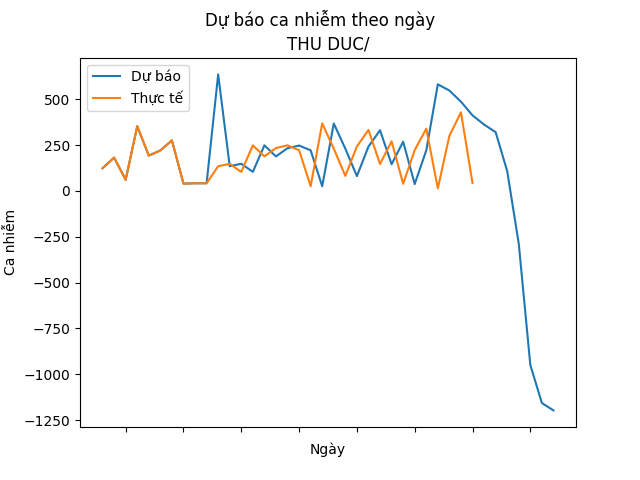 Dự báo ca nhiễm theo ngày
THU DUC/
Dự báo
Thực tế
500
250
0
−250
−500
−750
−1000
−1250
Ca nhiễm
Ngày